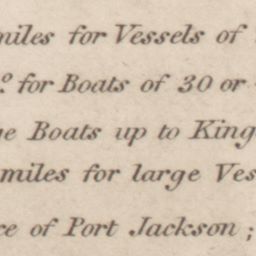 miles for Vessels of
º. for Boats of 30 or
Boats up to King
miles for large Ves
of Port Jackson;